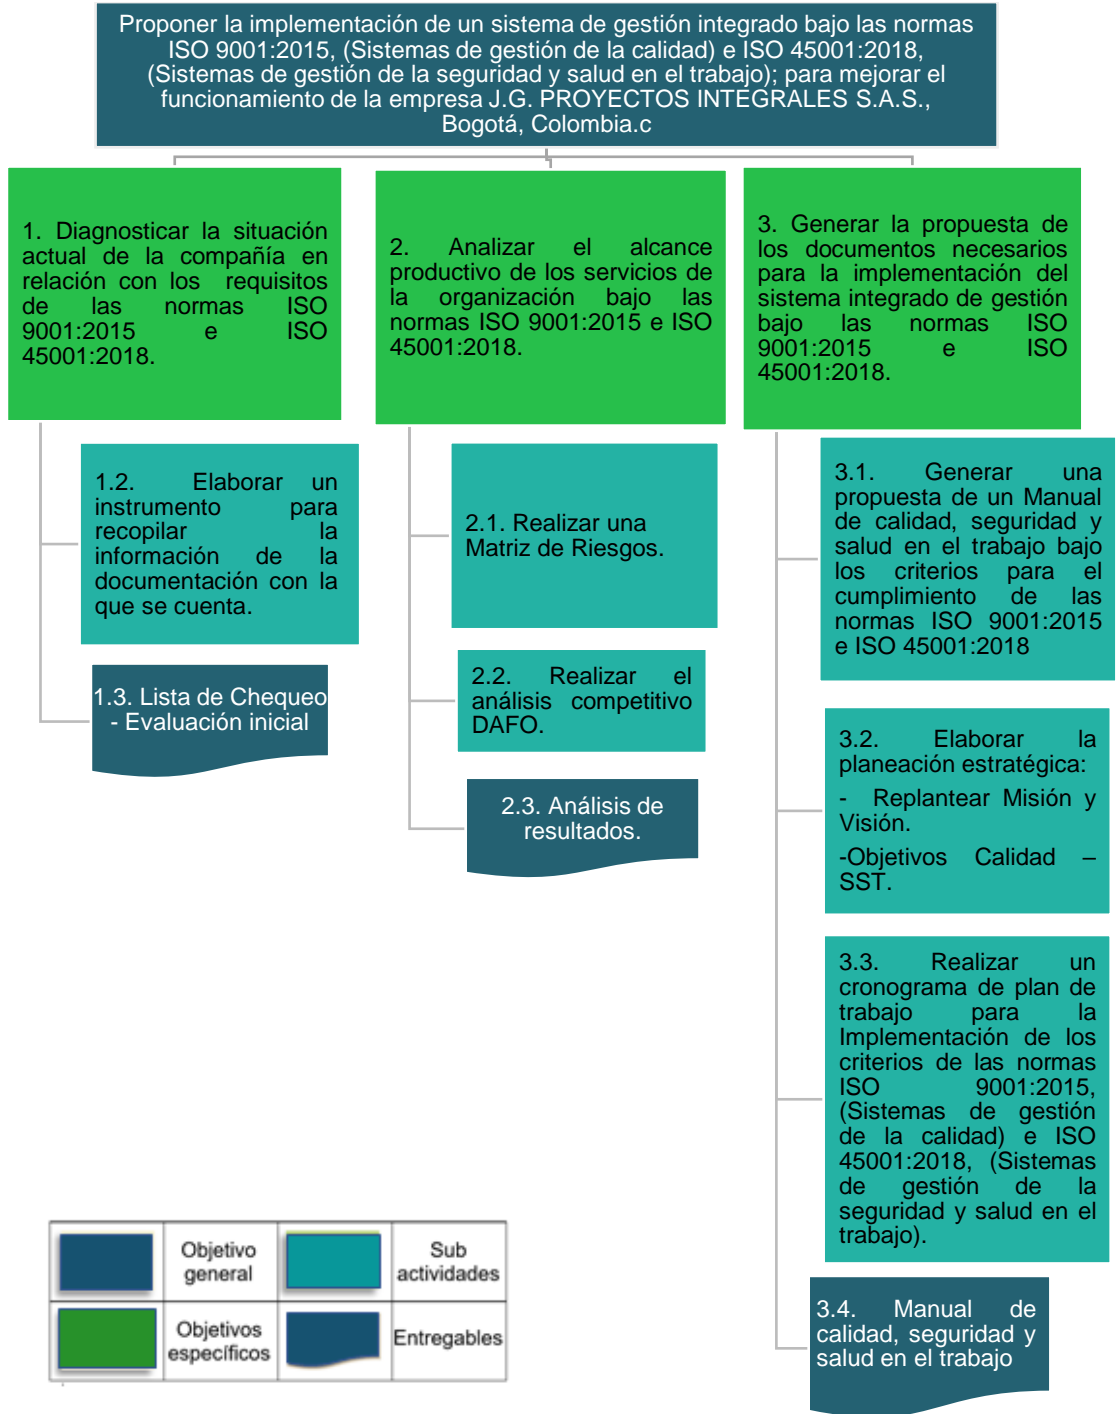 Proponer la implementación de un sistema de gestión integrado bajo las normas
ISO 9001:2015, (Sistemas de gestión de la calidad) e ISO 45001:2018,
(Sistemas de gestión de la seguridad y salud en el trabajo); para mejorar el
funcionamiento de la empresa J.G. PROYECTOS INTEGRALES S.A.S.,
Bogotá, Colombia.c
1. Diagnosticar la situación
actual de la compañía en
relación con los requisitos
de las normas ISO
9001:2015 e ISO
45001:2018.
1.2. Elaborar un
instrumento para
recopilar la
información de la
documentación con la
que se cuenta.
1.3. Lista de Chequeo
- Evaluación inicial
2. Analizar el alcance
productivo de los servicios de
la organización bajo las
normas ISO 9001:2015 e ISO
45001:2018.
2.1. Realizar una
Matriz de Riesgos.
2.2. Realizar el
análisis competitivo
DAFO.
2.3. Análisis de
resultados.
3. Generar la propuesta de
los documentos necesarios
para la implementación del
sistema integrado de gestión
bajo las normas ISO
9001:2015 e ISO
45001:2018.
3.1. Generar una
propuesta de un Manual
de calidad, seguridad y
salud en el trabajo bajo
los criterios para el
cumplimiento de las
normas ISO 9001:2015
e ISO 45001:2018
3.2. Elaborar la
planeación estratégica:
- Replantear Misión y
Visión.
-Objetivos Calidad –
SST.
3.3. Realizar un
cronograma de plan de
trabajo para la
Implementación de los
criterios de las normas
ISO 9001:2015,
(Sistemas de gestión
de la calidad) e ISO
45001:2018, (Sistemas
de gestión de la
seguridad y salud en el
trabajo).
3.4. Manual de
calidad, seguridad y
salud en el trabajo
Objetivo
general
Sub
actividades
Objetivos
específicos
Entregables